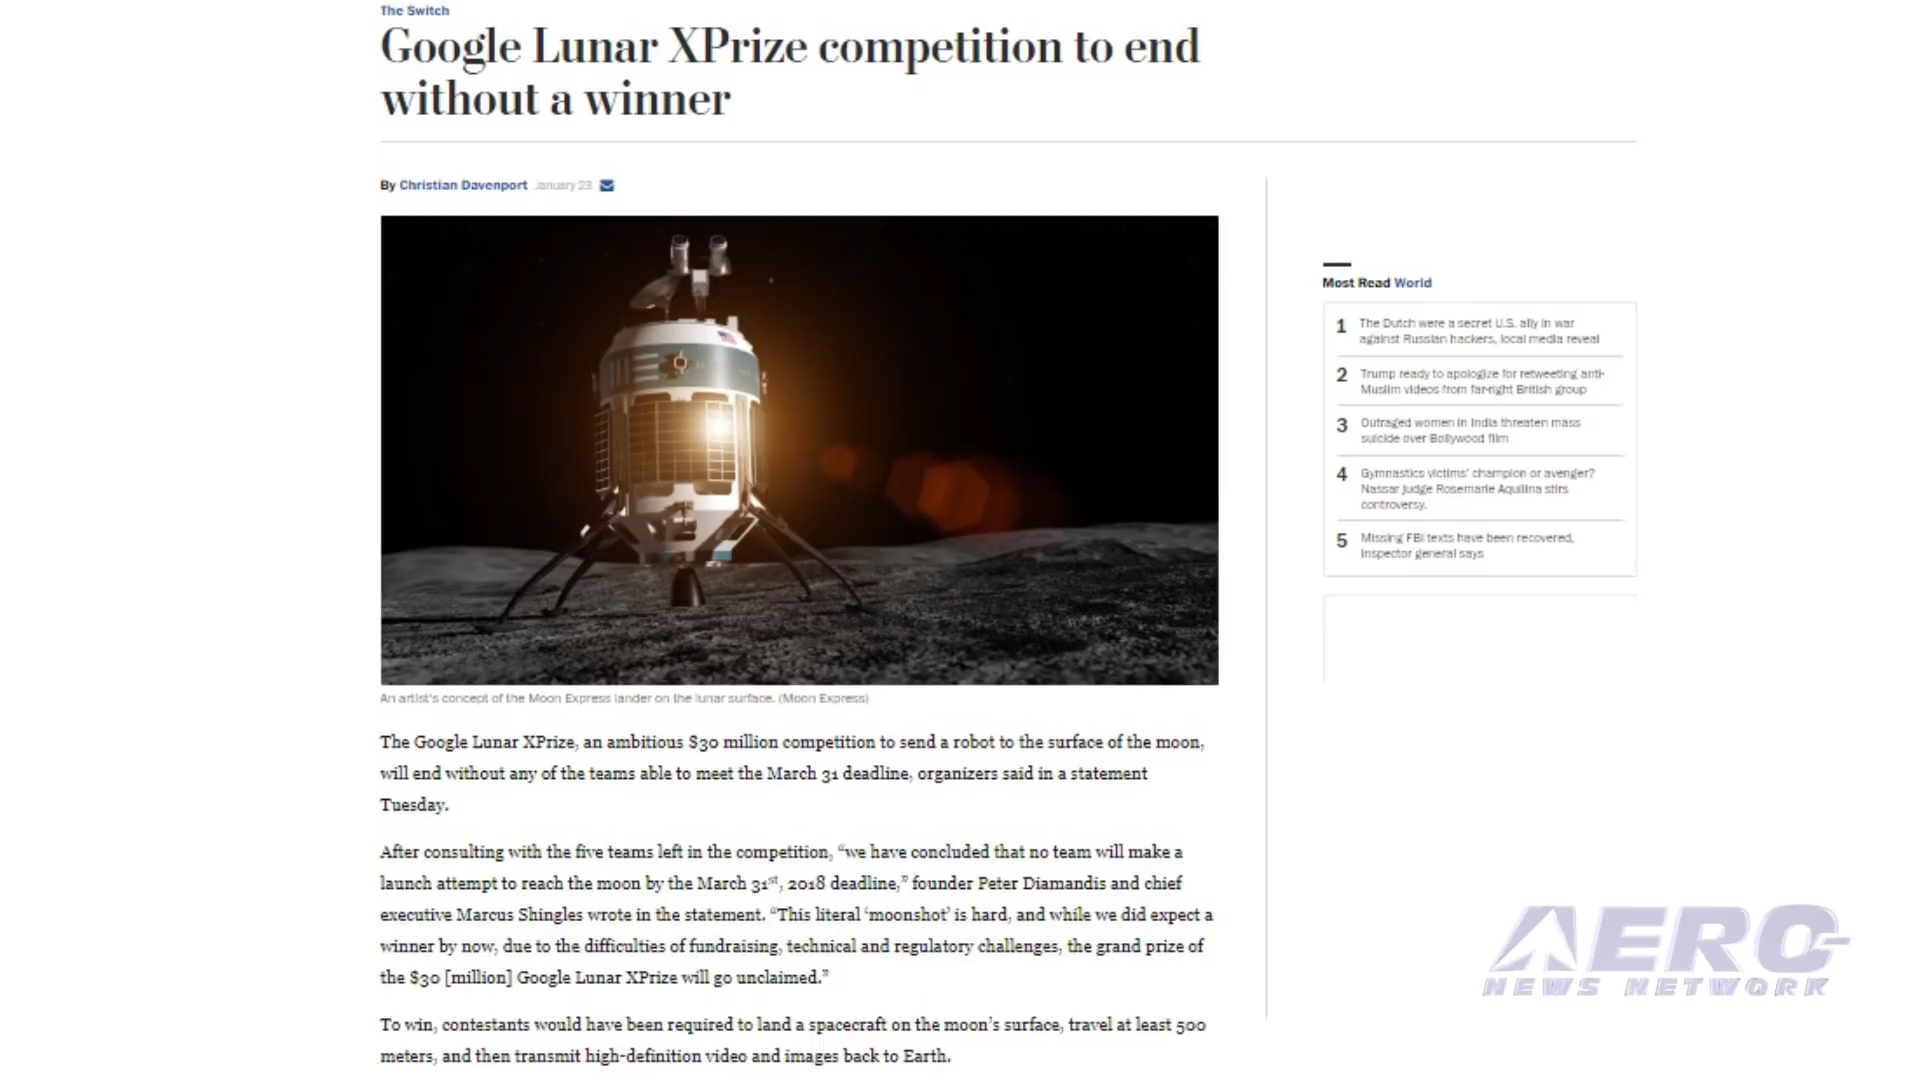 The Switch
Google Lunar XPrize competition to end
without a winner
By Christian Davenport January 23
An artist's concept of the Moon Express lander on the lunar surface. (Moon Express)
The Google Lunar XPrize, an ambitious $30 million competition to send a robot to the surface of the moon,
will end without any of the teams able to meet the March 31 deadline, organizers said in a statement
Tuesday.
After consulting with the five teams left in the competition, “we have concluded that no team will make a
launch attempt to reach the moon by the March 31st, 2018 deadline,” founder Peter Diamandis and chief
executive Marcus Shingles wrote in the statement. “This literal ‘moonshot’ is hard, and while we did expect a
winner by now, due to the difficulties of fundraising, technical and regulatory challenges, the grand prize of
the $30 [million] Google Lunar XPrize will go unclaimed.”
To win, contestants would have been required to land a spacecraft on the moon’s surface, travel at least 500
meters, and then transmit high-definition video and images back to Earth.
Most Read World
1 The Dutch were a secret U.S. ally in war
against Russian hackers, local media reveal
2 Trump ready to apologize for retweeting anti-
Muslim videos from far-right British group
3 Outraged women in India threaten mass
suicide over Bollywood film
4 Gymnastics victims’ champion or avenger?
Nassar judge Rosemarie Aquilina stirs
controversy.
5 Missing FBI texts have been recovered,
inspector general says
AERO
NEWS NETWORK